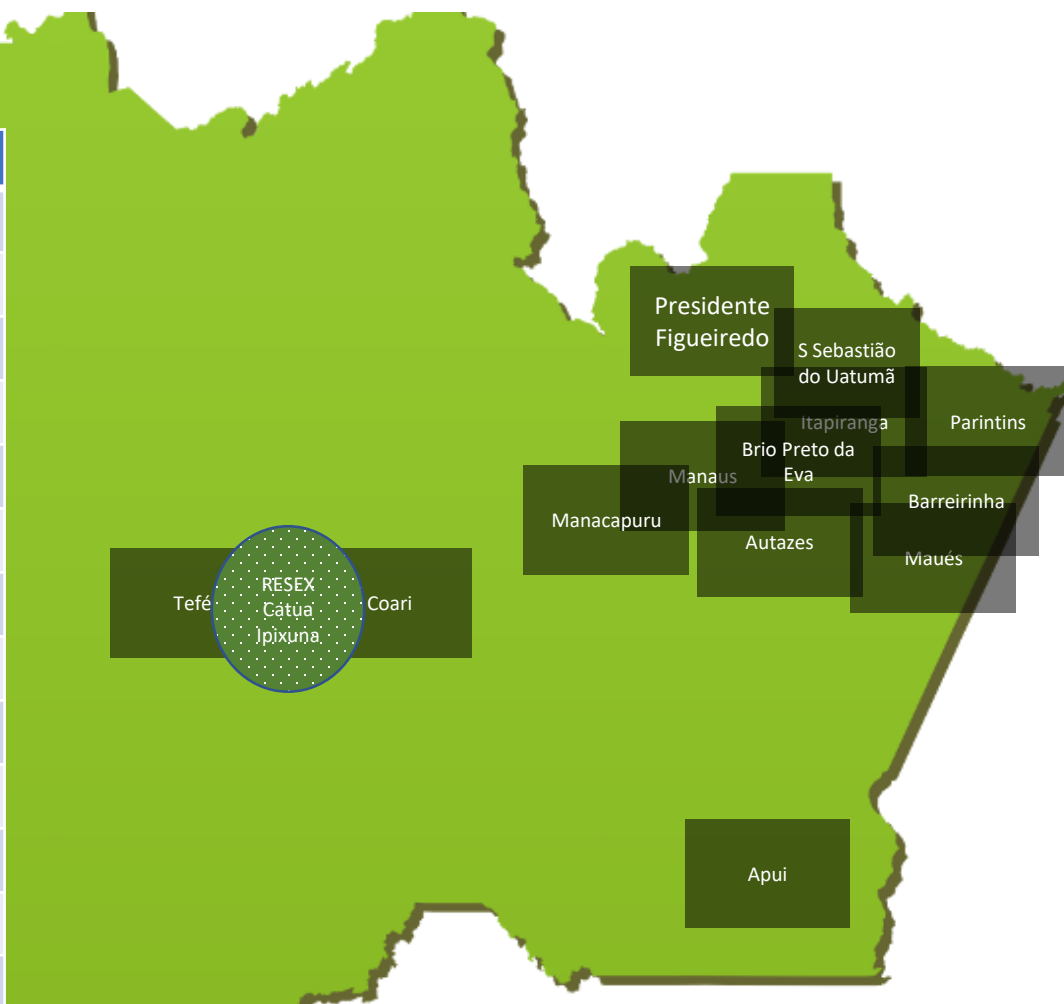 Presidente
Figueiredo
S Sebastião
do Uatumã
Itapiranga
Parintins
Brio Preto da
Eva
Manaus
Barreirinha
Manacapuru
Autazes
Maués
Tefé
RESEX
Catua
Ipixuna
Coari
Apui